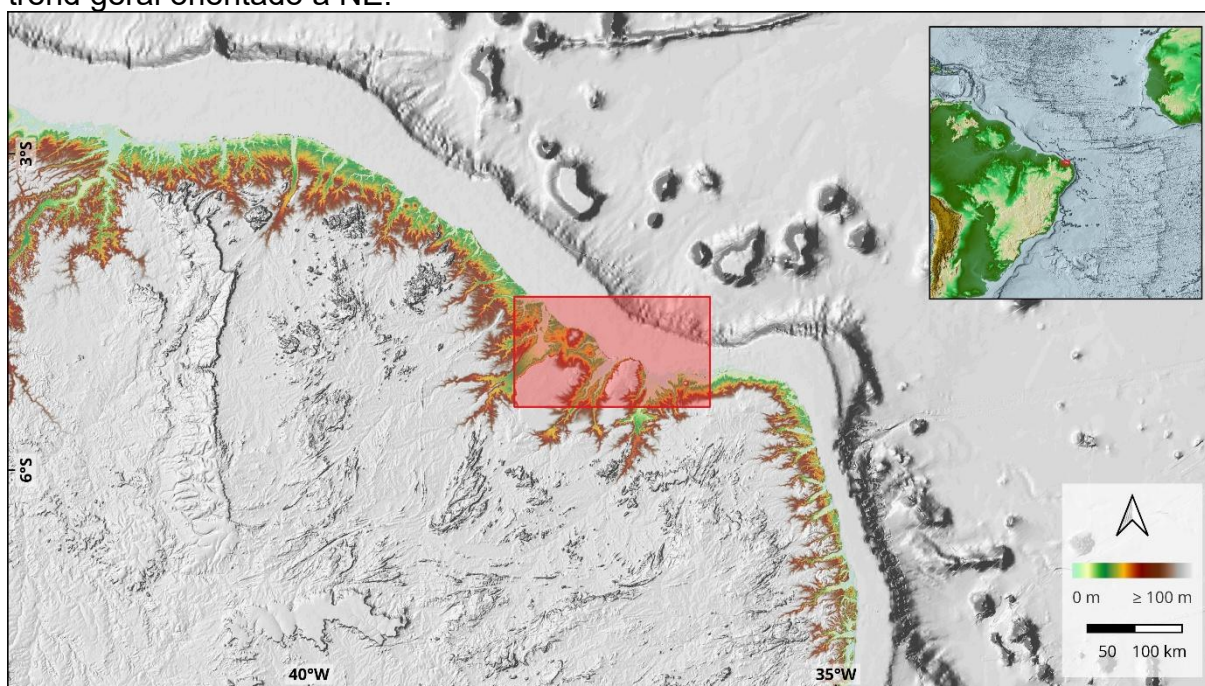 trend geral orientado a NE.
3°S
6°S
40°W
35°W
0 m ≥ 100 m
50 100 km